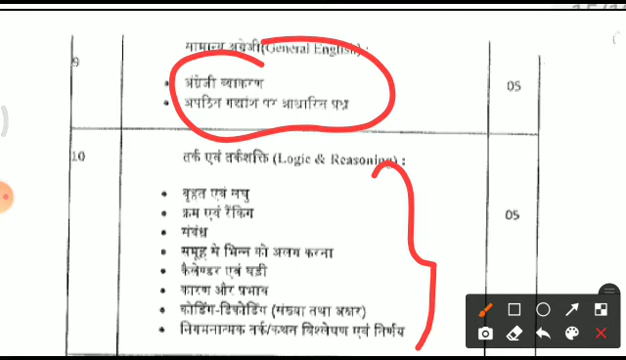 सामान्य अंग्रेजी(General English) :
9
अंग्रेजी व्याकरण
अपठित गद्यांश पर आधारित प्रश्न
05
10
तर्क एवं तर्कशक्ति (Logic & Reasoning) :
वृहत एवं लघु
क्रम एवं रैंकिंग
संबंध
05
समूह मे भिन्न को अलग करना
कैलेण्डर एवं घडी
कारण और प्रभाव
कोडिंग-डिकोडिंग (संख्या तथा अक्षर)
निगमनात्मक तर्क/कथन विश्लेषण एवं निर्णय